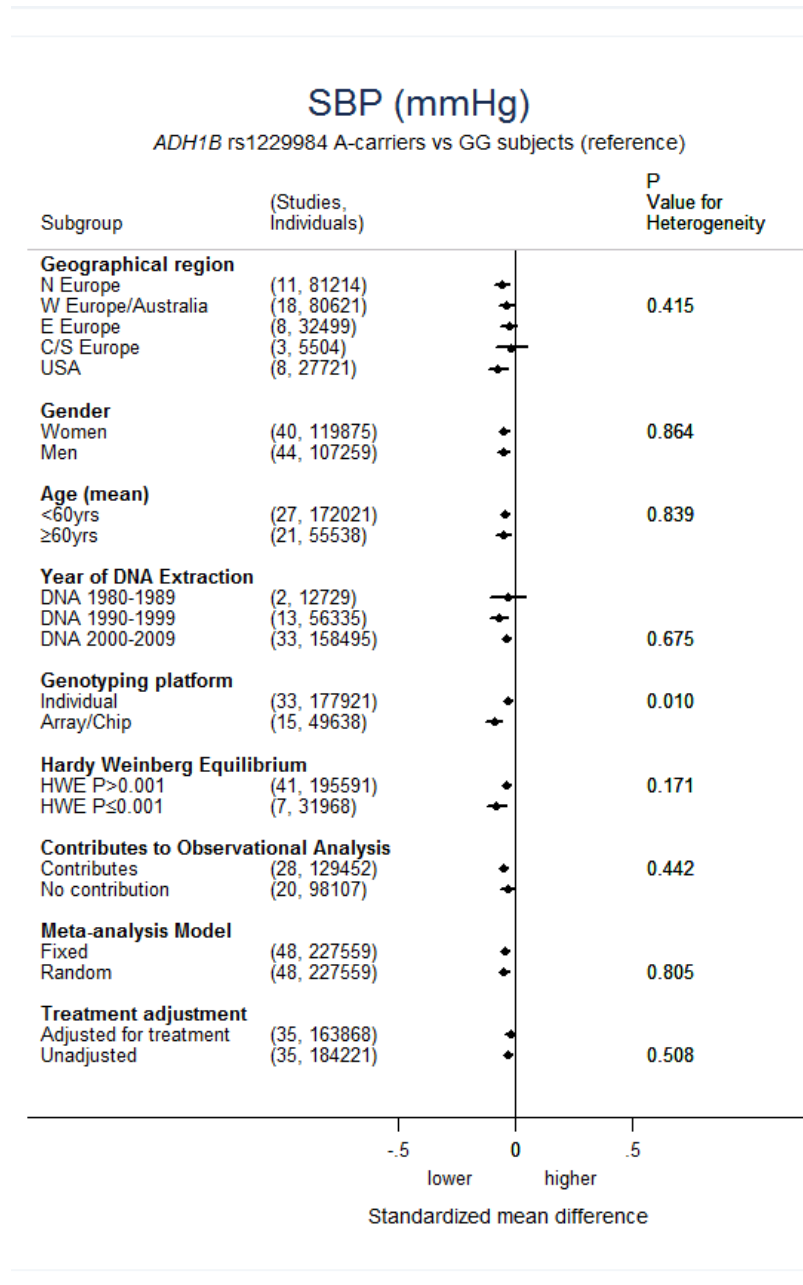 SBP (mmHg)
ADH1B rs1229984 A-carriers vs GG subjects (reference)
P
(Studies, Value for
Subgroup Individuals) Heterogeneity
Geographical region
N Europe (11, 81214)
W Europe/Australia (18, 80621) 0.415
E Europe (8, 32499)
C/S Europe (3, 5504)
USA (8, 27721)
Gender
Women (40, 119875) 0.864
Men (44, 107259)
Age (mean)
<60yrs (27, 172021) 0.839
≥60yrs (21, 55538)
Year of DNA Extraction
DNA 1980-1989 (2, 12729)
DNA 1990-1999 (13, 56335)
DNA 2000-2009 (33, 158495) 0.675
Genotyping platform
Individual (33, 177921) 0.010
Array/Chip (15, 49638)
Hardy Weinberg Equilibrium
HWE P>0.001 (41, 195591) 0.171
HWE P≤0.001 (7, 31968)
Contributes to Observational Analysis
Contributes (28, 129452) 0.442
No contribution (20, 98107)
Meta-analysis Model
Fixed (48, 227559)
Random (48, 227559) 0.805
Treatment adjustment
Adjusted for treatment (35, 163868)
Unadjusted (35, 184221) 0.508
-.5 0 .5
lower higher
Standardized mean difference